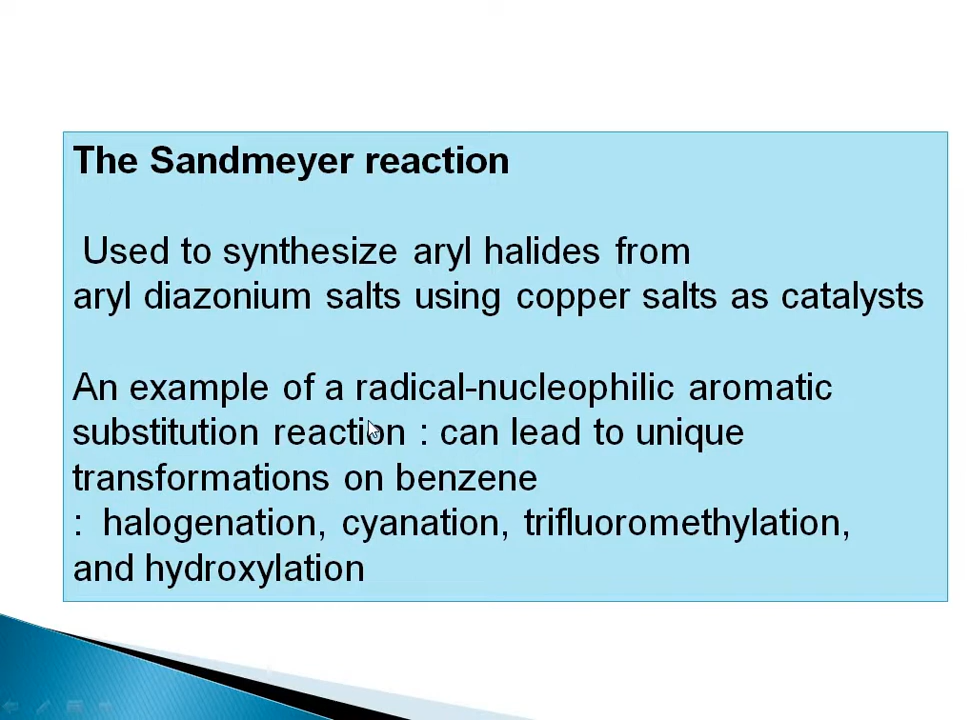 The Sandmeyer reaction
Used to synthesize aryl halides from
aryl diazonium salts using copper salts as catalysts
An example of a radical-nucleophilic aromatic
substitution reaction : can lead to unique
transformations on benzene
: halogenation, cyanation, trifluoromethylation,
and hydroxylation